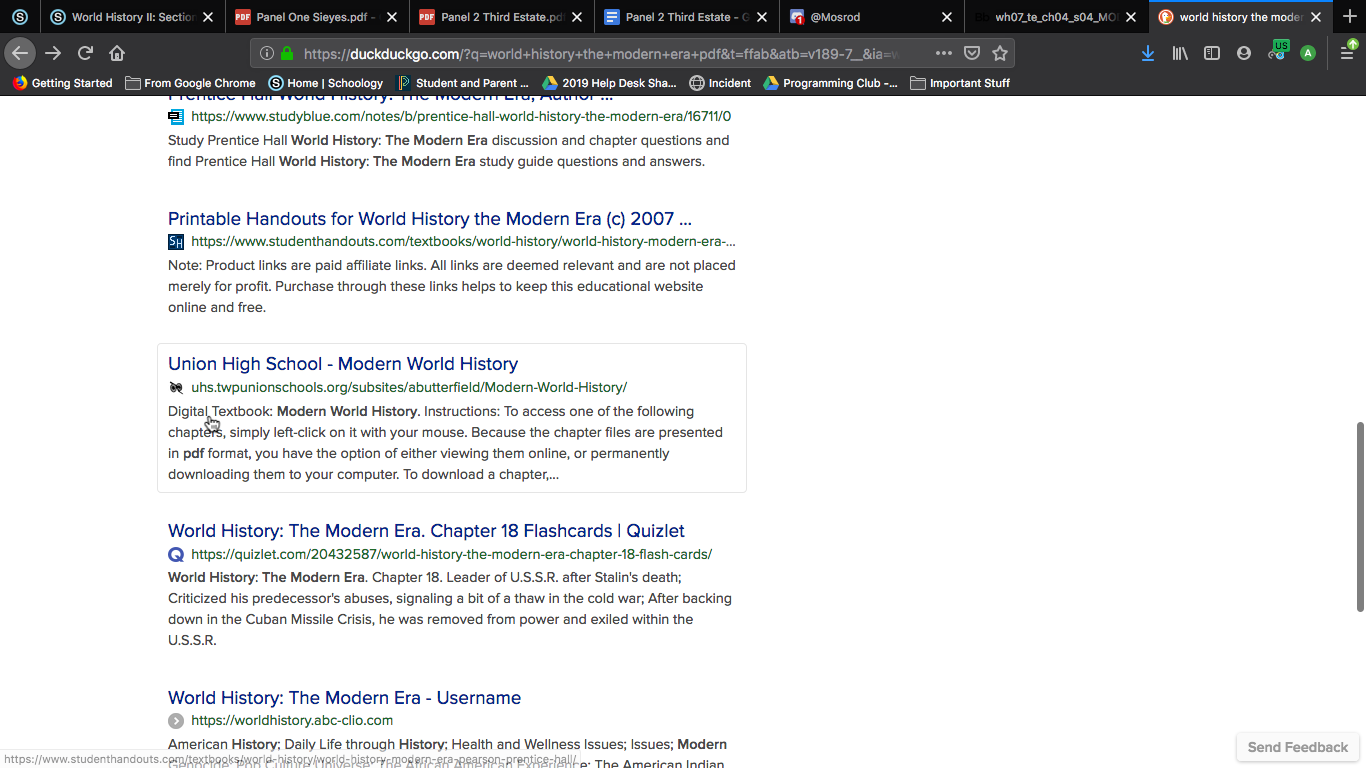 World History II: Section
Panel One Sieyes.pdf -
Panel 2 Third Estate.pdf
Panel 2 Third Estate - G
@Mosrod
Bb wh07_te_ch04_s04_MO
world history the moder
https://duckduckgo.com/?q=world+history+the+modern+era+pdf&t=ffab&atb=v189-7__&ia=w
US
A
Getting Started
From Google Chrome
Home | Schoology
Student and Parent ...
2019 Help Desk Sha...
Incident
Programming Club -...
Important Stuff
Prentice Hall World History: The Modern Era, Author ...
https://www.studyblue.com/notes/b/prentice-hall-world-history-the-modern-era/16711/0
Study Prentice Hall World History: The Modern Era discussion and chapter questions and
find Prentice Hall World History: The Modern Era study guide questions and answers.
Printable Handouts for World History the Modern Era (c) 2007 ...
SH https://www.studenthandouts.com/textbooks/world-history/world-history-modern-era-...
Note: Product links are paid affiliate links. All links are deemed relevant and are not placed
merely for profit. Purchase through these links helps to keep this educational website
online and free.
Union High School - Modern World History
uhs.twpunionschools.org/subsites/abutterfield/Modern-World-History/
Digital Textbook: Modern World History. Instructions: To access one of the following
chapters, simply left-click on it with your mouse. Because the chapter files are presented
in pdf format, you have the option of either viewing them online, or permanently
downloading them to your computer. To download a chapter,...
World History: The Modern Era. Chapter 18 Flashcards | Quizlet
https://quizlet.com/20432587/world-history-the-modern-era-chapter-18-flash-cards/
World History: The Modern Era. Chapter 18. Leader of U.S.S.R. after Stalin's death;
Criticized his predecessor's abuses, signaling a bit of a thaw in the cold war; After backing
down in the Cuban Missile Crisis, he was removed from power and exiled within the
U.S.S.R.
World History: The Modern Era - Username
https://worldhistory.abc-clio.com
American History; Daily Life through History; Health and Wellness Issues; Issues; Modern
Genocide; Pop Culture Universe; The African American Experience; The American Indian
https://www.studenthandouts.com/textbooks/world-history/world-history-modern-era-pearson-prentice-hall/
Send Feedback